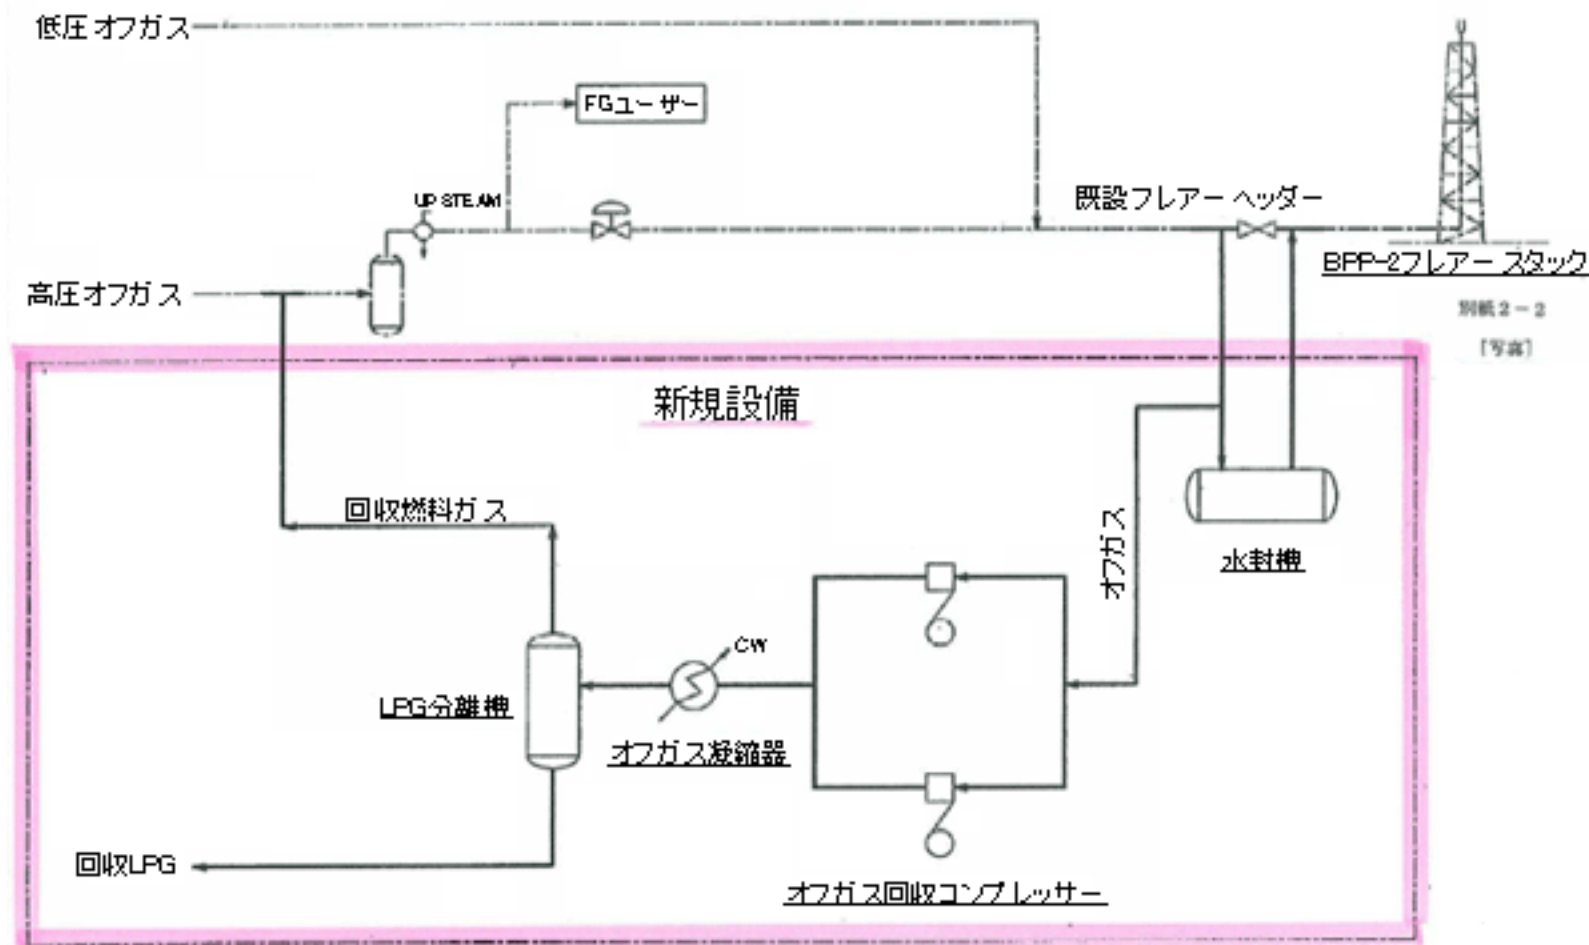 低圧オフガス
FGユーザー
UP STEAM
既設フレアーヘッダー
BPP-2フレアースタック
高圧オフガス
別紙2-2
[写真]
新規設備
回収燃料ガス
オフガス
水封槽
CW
LPG分離槽
オフガス凝縮器
回収LPG
オフガス回収コンプレッサー